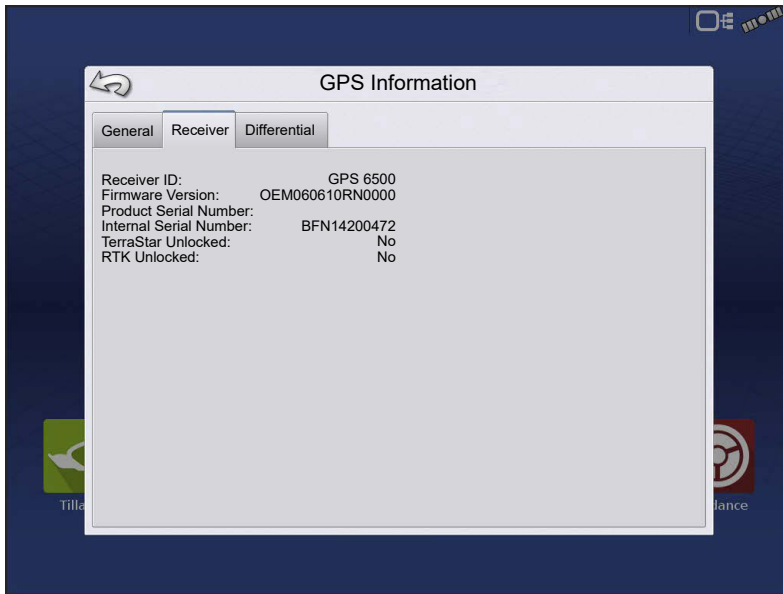 GPS Information
General Receiver Differential
Receiver ID: GPS 6500
Firmware Version: OEM060610RN0000
Product Serial Number:
Internal Serial Number: BFN14200472
TerraStar Unlocked: No
RTK Unlocked: No
Tilla
dance